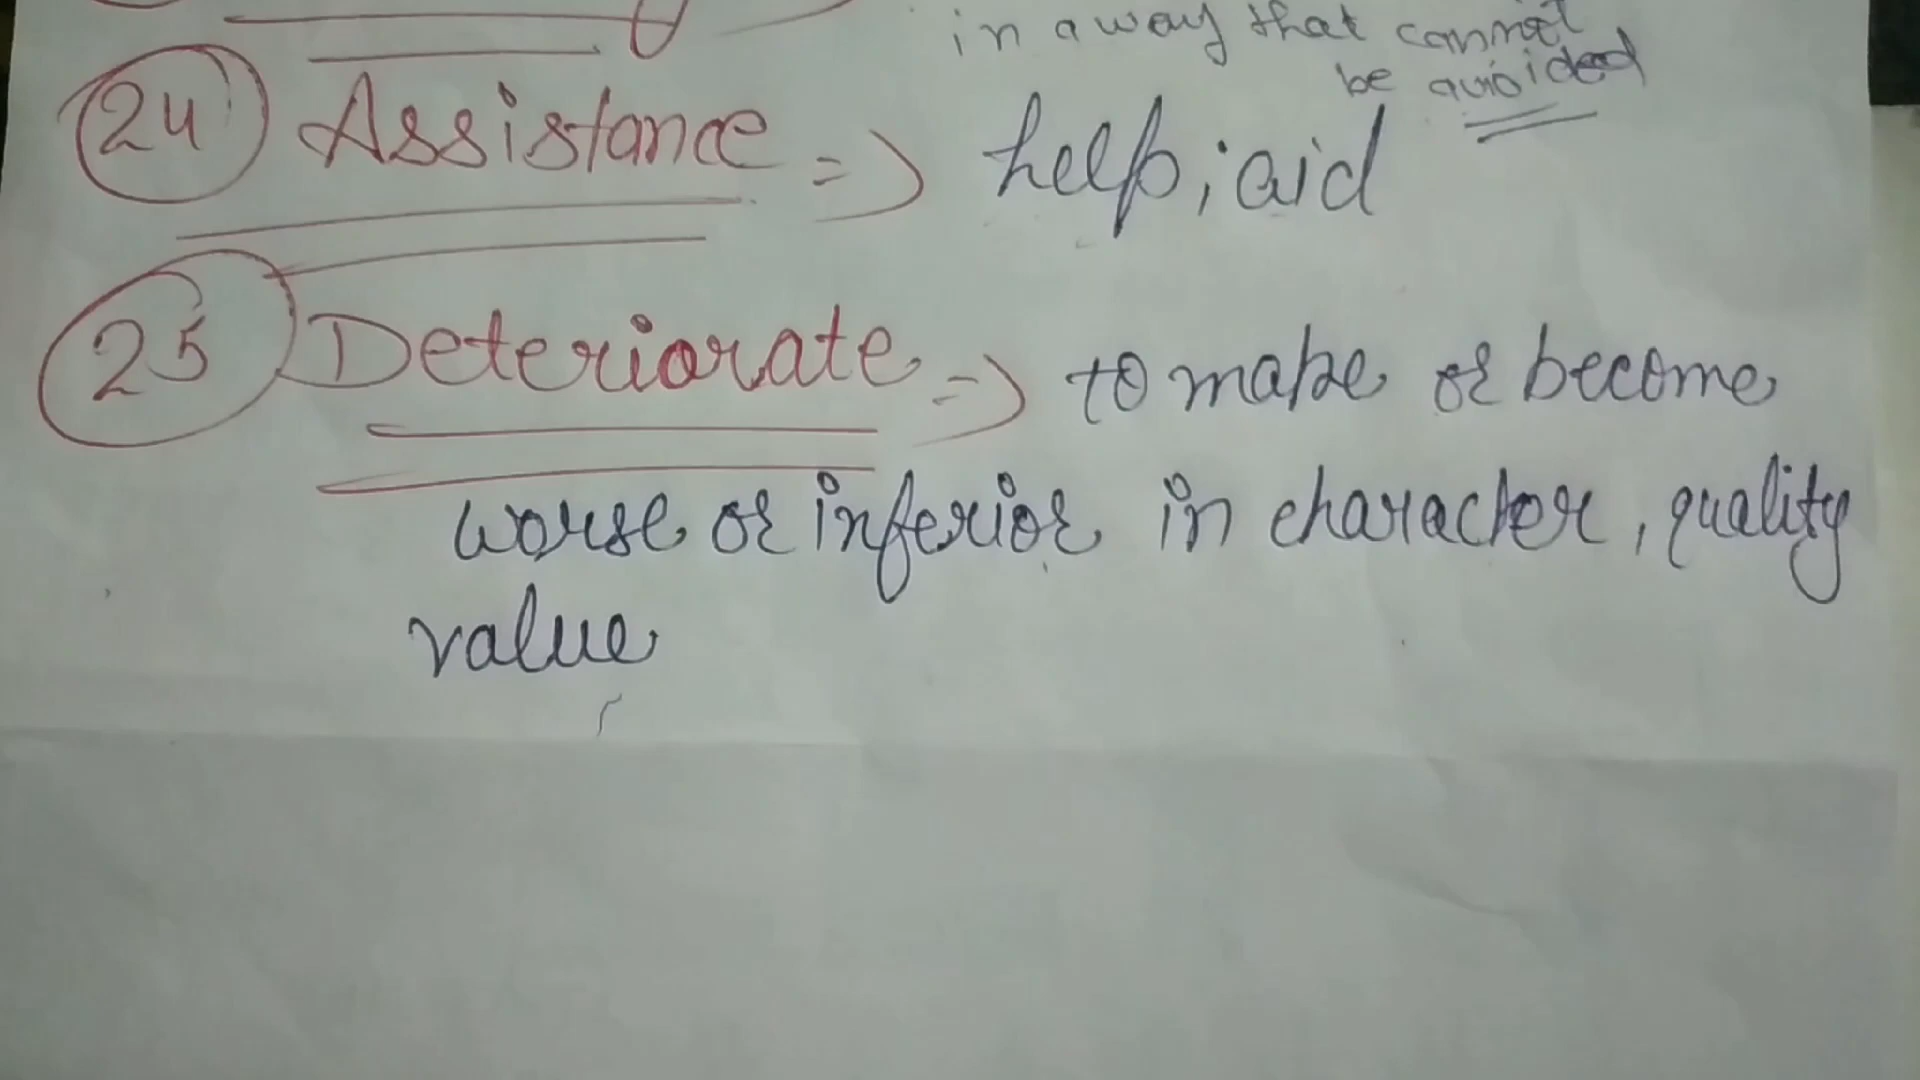 in a way that cannot
be avoided
24 Assistance => help, aid
25 Deteriorate => to make or become
worse or inferior in character, quality
value